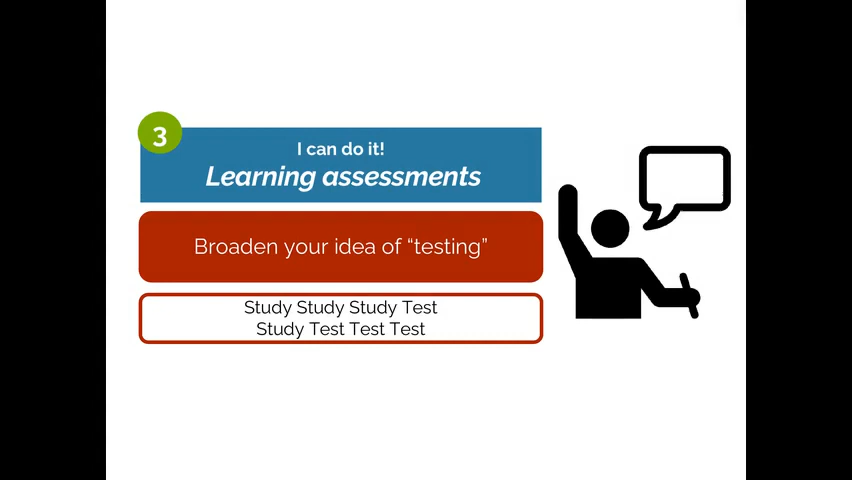 3
I can do it!
Learning assessments
Broaden your idea of “testing”
Study Study Study Test
Study Test Test Test